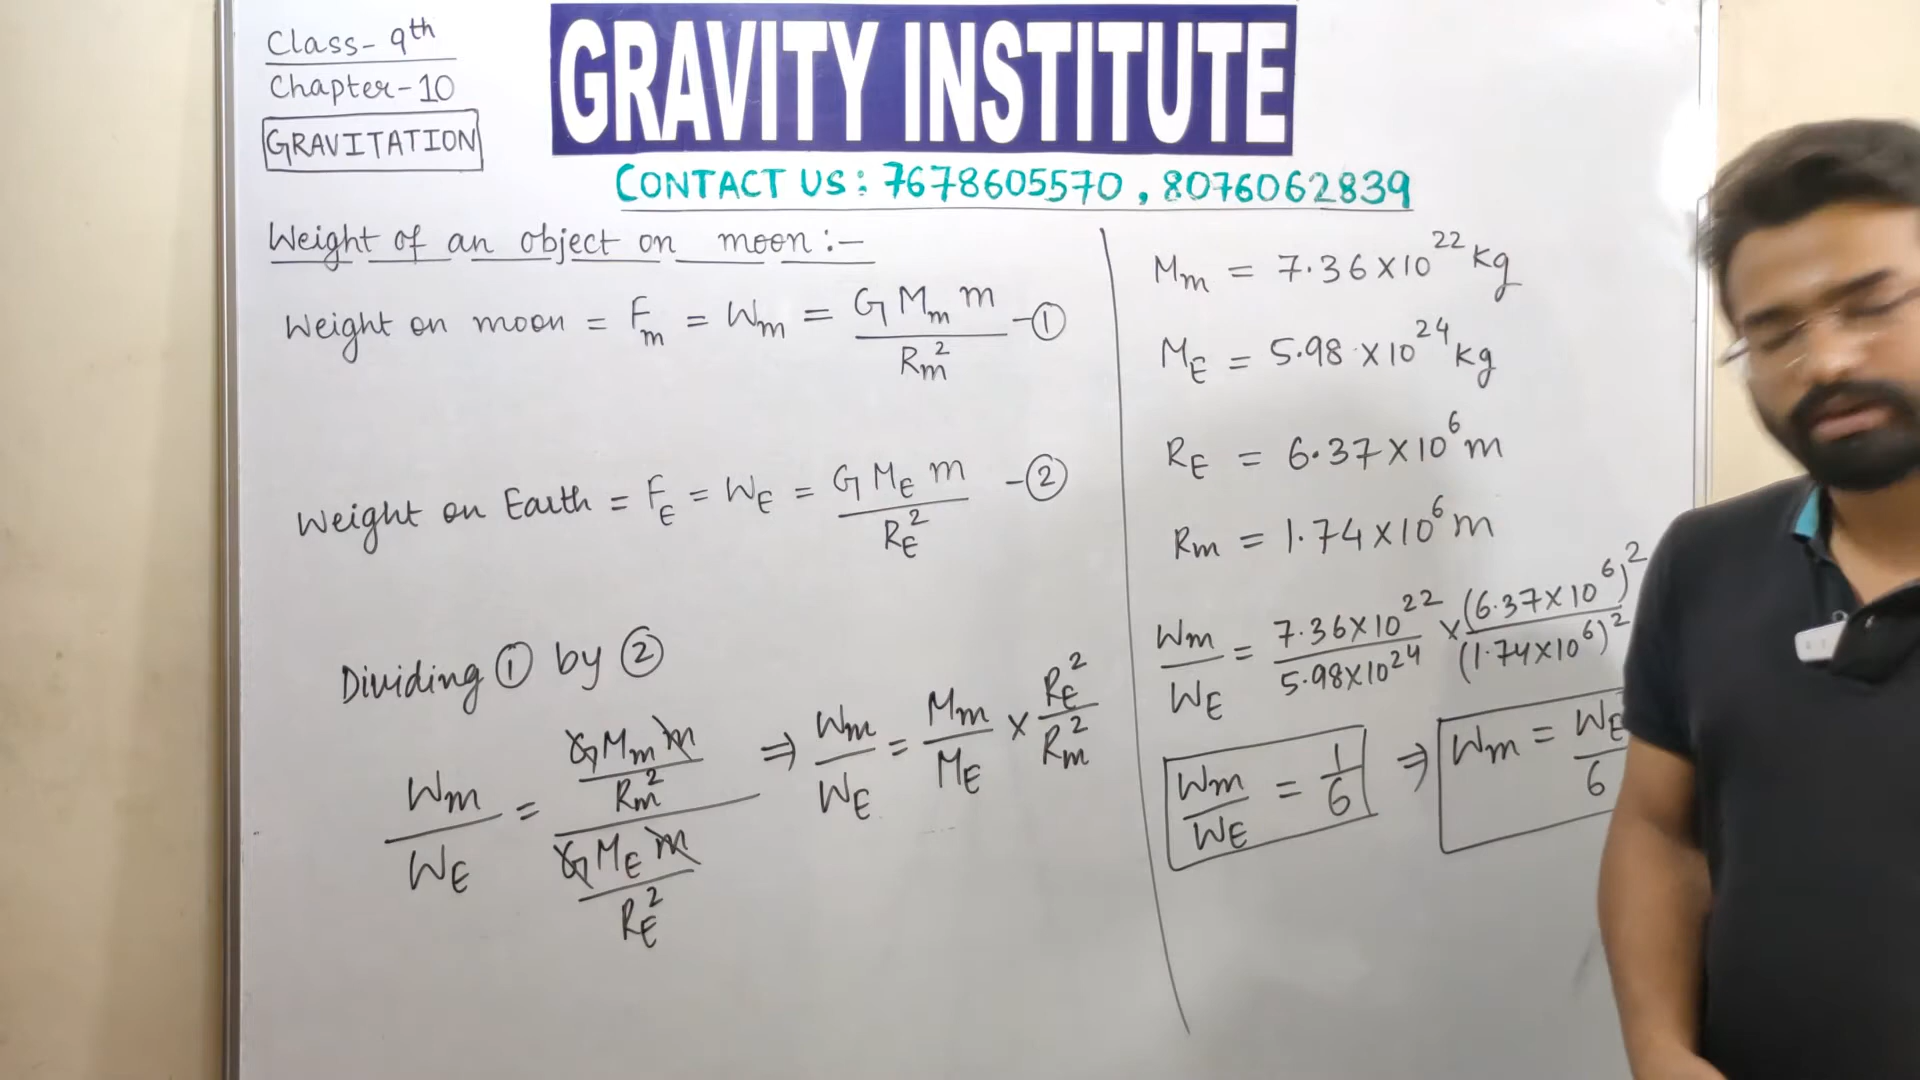 Class- 9th
Chapter-10
GRAVITATION
GRAVITY INSTITUTE
CONTACT US : 7678605570 , 8076062839
Weight of an object on moon :-
Weight on moon = Fm = Wm = G Mm m / Rm² -①
Weight on Earth = FE = WE = G ME m / RE² -②
Dividing ① by ②
Wm / WE = (G Mm m / Rm²) / (G ME m / RE²) ⇒ Wm / WE = Mm / ME × RE² / Rm²
Mm = 7.36×10²² kg
ME = 5.98×10²⁴ kg
RE = 6.37×10⁶ m
Rm = 1.74×10⁶ m
Wm / WE = 7.36×10²² / 5.98×10²⁴ × (6.37×10⁶)² / (1.74×10⁶)²
Wm / WE = 1 / 6 ⇒ Wm = WE / 6